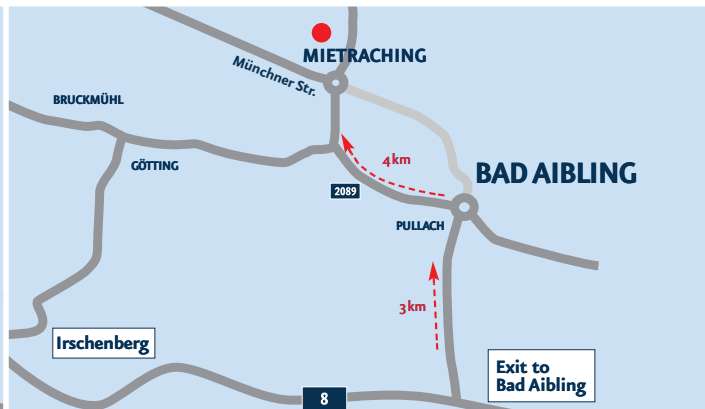 MIETRACHING
Münchner Str.
BRUCKMÜHL
GÖTTING
4km
BAD AIBLING
2089
PULLACH
3km
Irschenberg
Exit to
Bad Aibling
8